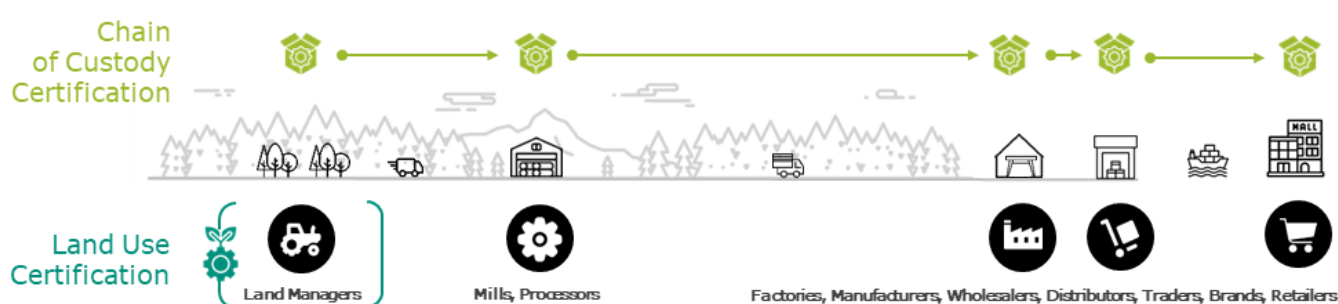 Chain
of Custody
Certification
MALL
Land Use
Certification
Land Managers
Mills, Processors
Factories, Manufacturers, Wholesalers, Distributors, Traders, Brands, Retailers